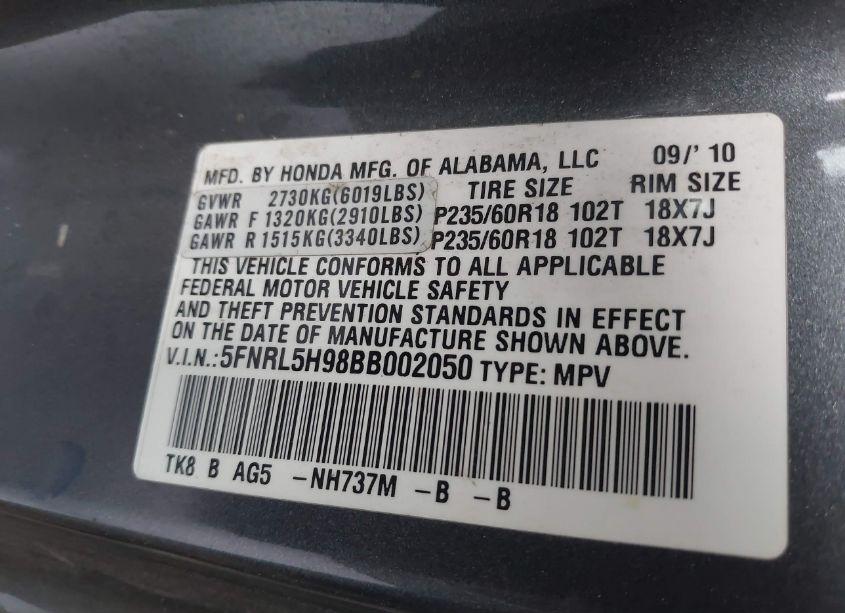 MFD. BY HONDA MFG. OF ALABAMA, LLC 09/' 10
GVWR 2730KG(6019LBS) TIRE SIZE RIM SIZE
GAWR F 1320KG(2910LBS) P235/60R18 102T 18X7J
GAWR R 1515KG(3340LBS) P235/60R18 102T 18X7J
THIS VEHICLE CONFORMS TO ALL APPLICABLE
FEDERAL MOTOR VEHICLE SAFETY
AND THEFT PREVENTION STANDARDS IN EFFECT
ON THE DATE OF MANUFACTURE SHOWN ABOVE.
V.I.N.: 5FNRL5H98BB002050 TYPE: MPV
TK8 B AG5 -NH737M -B -B